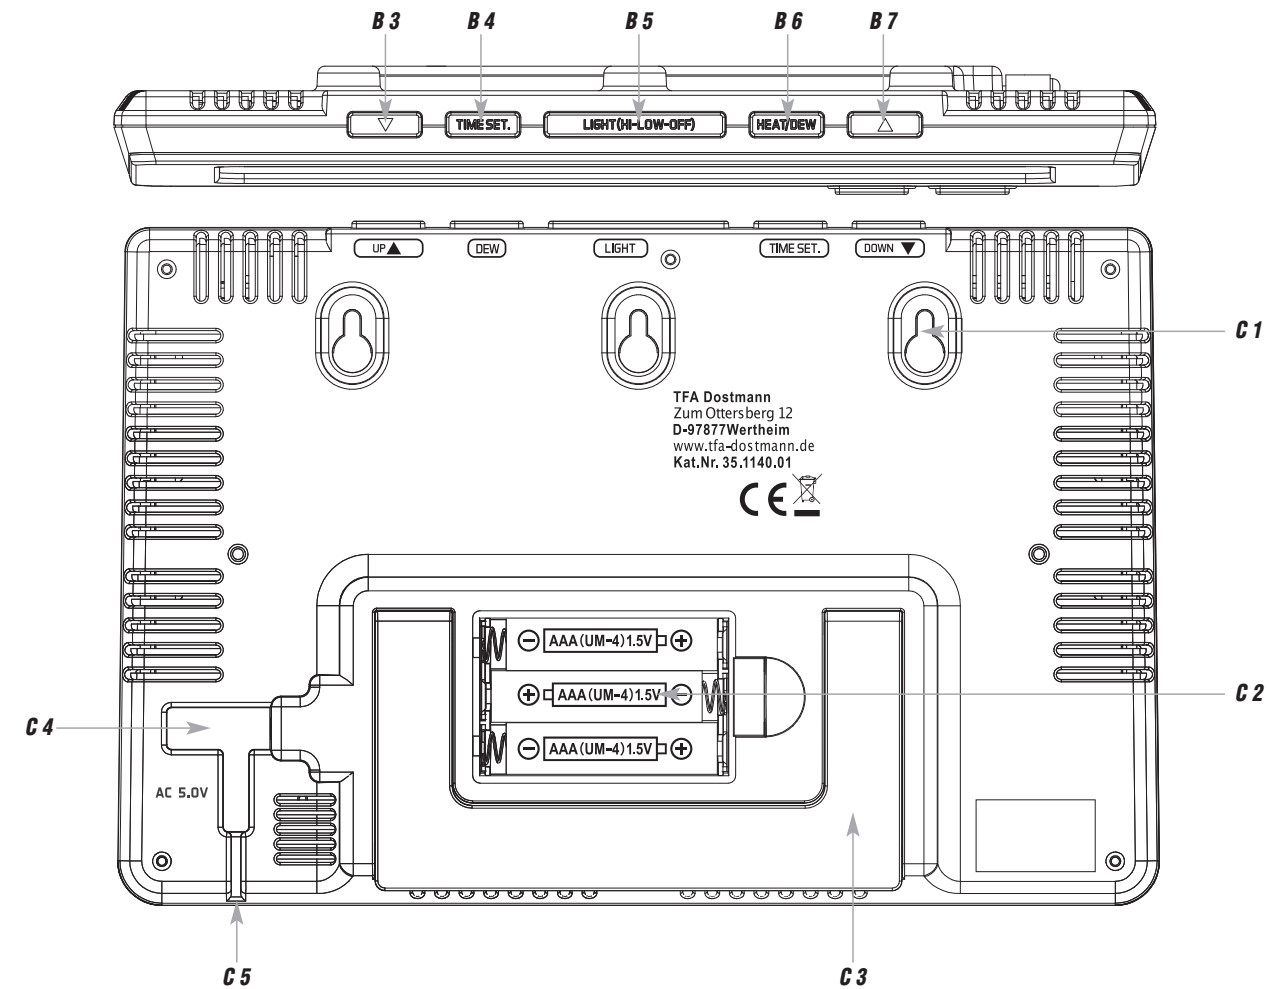 B 3 B 4 B 5 B 6 B 7
▽ TIME SET. LIGHT(HI-LOW-OFF) HEAT/DEW △
UP▲ DEW LIGHT TIME SET. DOWN ▼
C 1
TFA Dostmann
Zum Ottersberg 12
D-97877Wertheim
www.tfa-dostmann.de
Kat.Nr. 35.1140.01
CE
− AAA(UM-4)1.5V +
+ AAA(UM-4)1.5V −
C 2
− AAA(UM-4)1.5V +
C 4
AC 5.0V
C 5
C 3